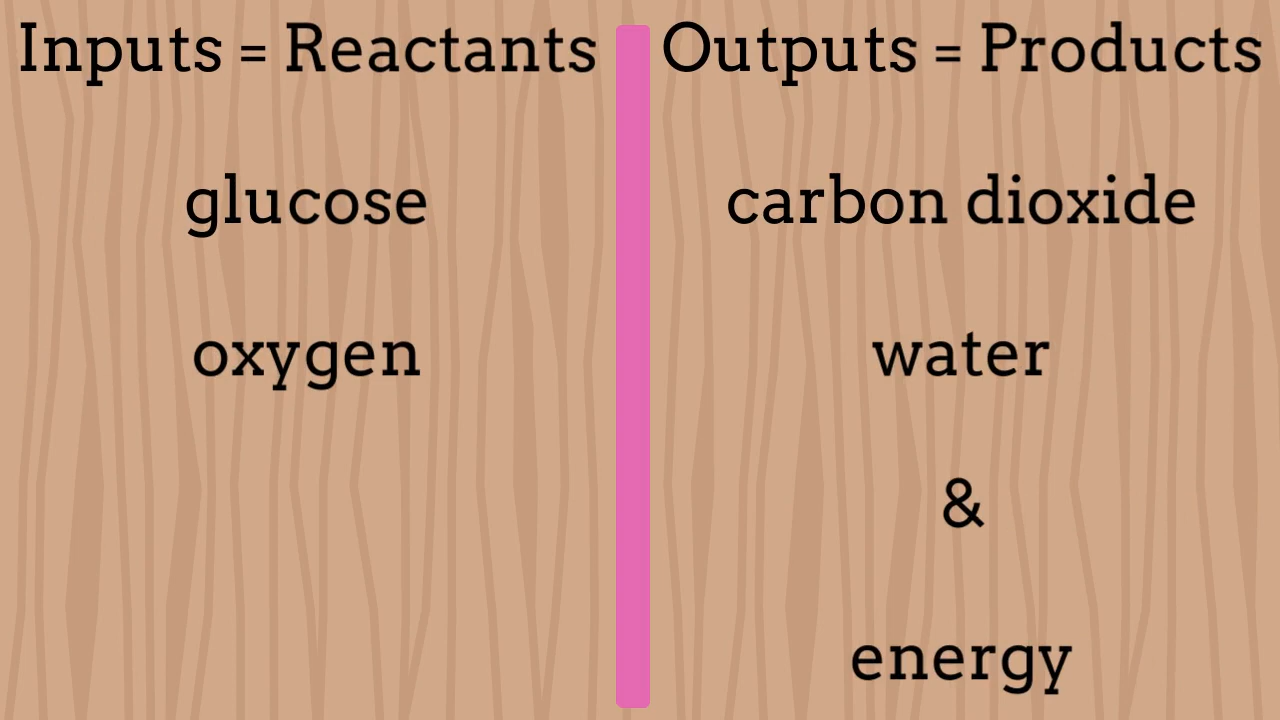 Inputs = Reactants
glucose
oxygen
Outputs = Products
carbon dioxide
water
&
energy